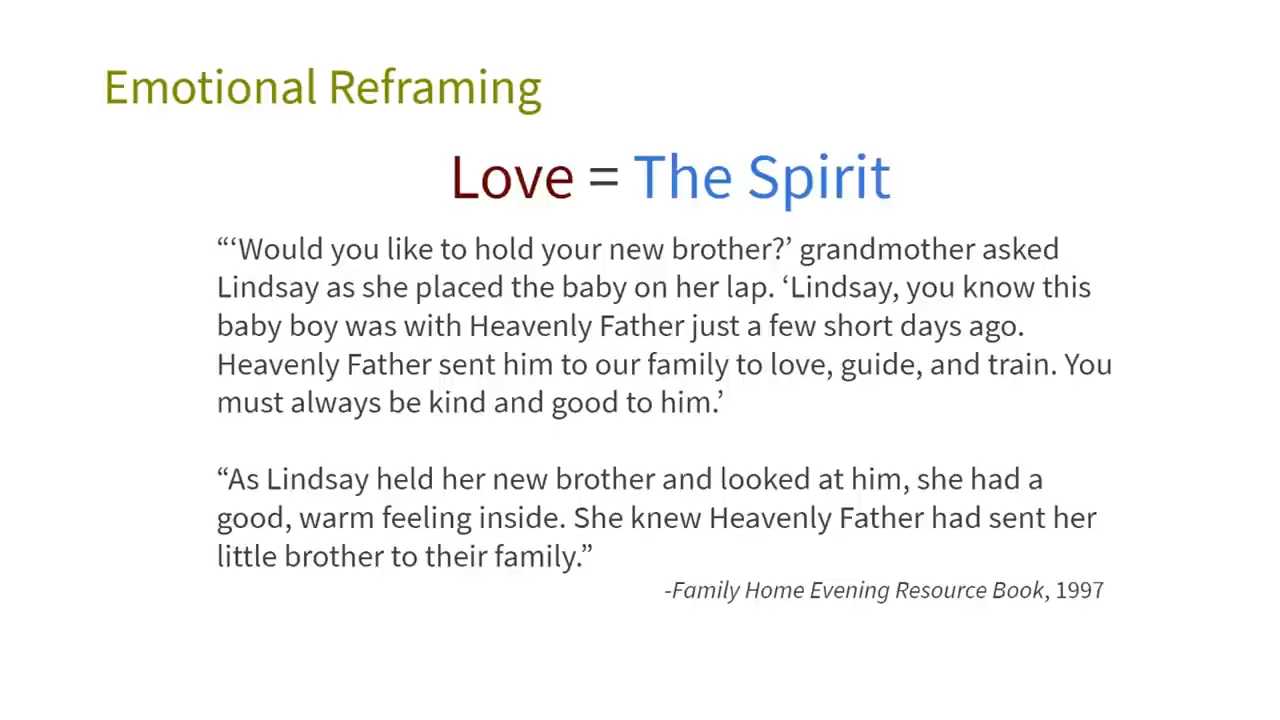 Emotional Reframing
Love = The Spirit
“‘Would you like to hold your new brother?’ grandmother asked
Lindsay as she placed the baby on her lap. ‘Lindsay, you know this
baby boy was with Heavenly Father just a few short days ago.
Heavenly Father sent him to our family to love, guide, and train. You
must always be kind and good to him.’
“As Lindsay held her new brother and looked at him, she had a
good, warm feeling inside. She knew Heavenly Father had sent her
little brother to their family.”
-Family Home Evening Resource Book, 1997